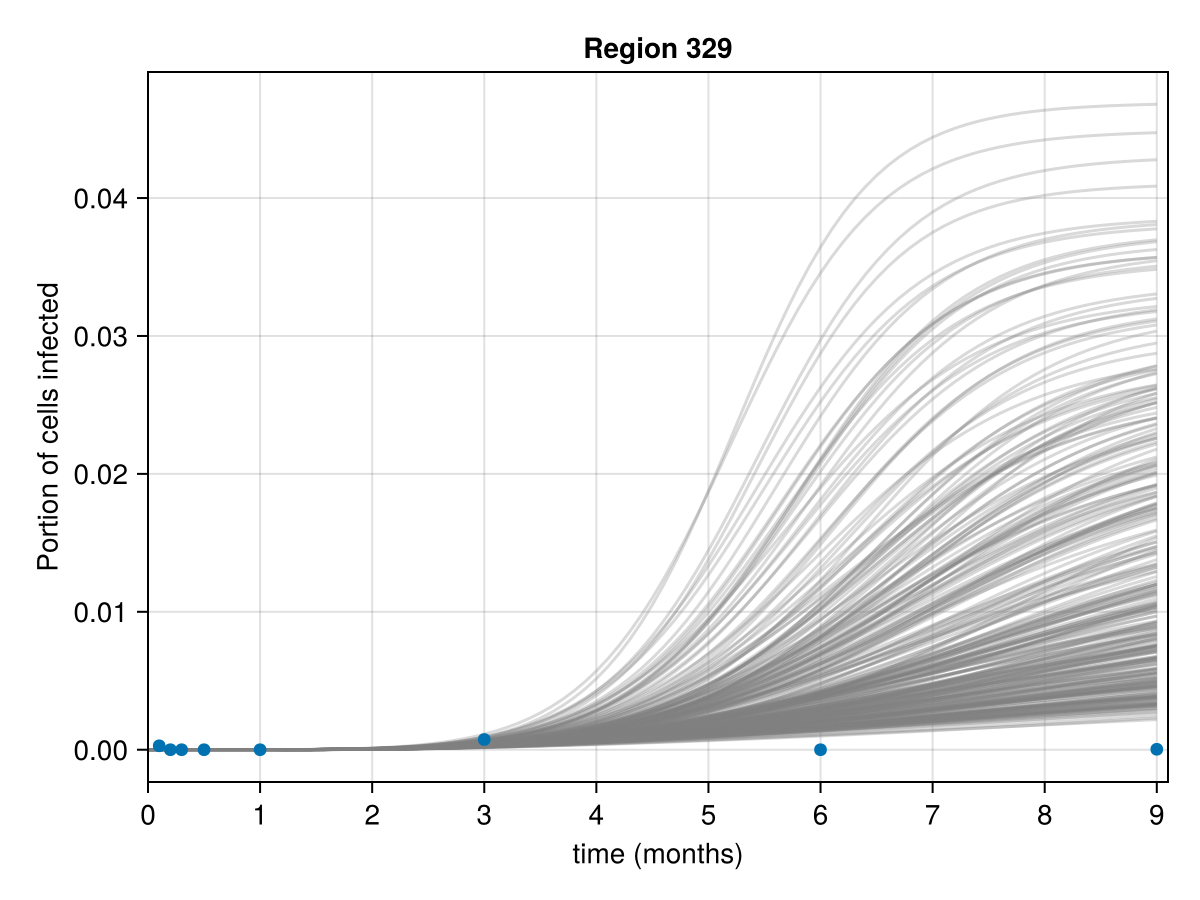 Region 329
Portion of cells infected
0.04
0.03
0.02
0.01
0.00
0 1 2 3 4 5 6 7 8 9
time (months)